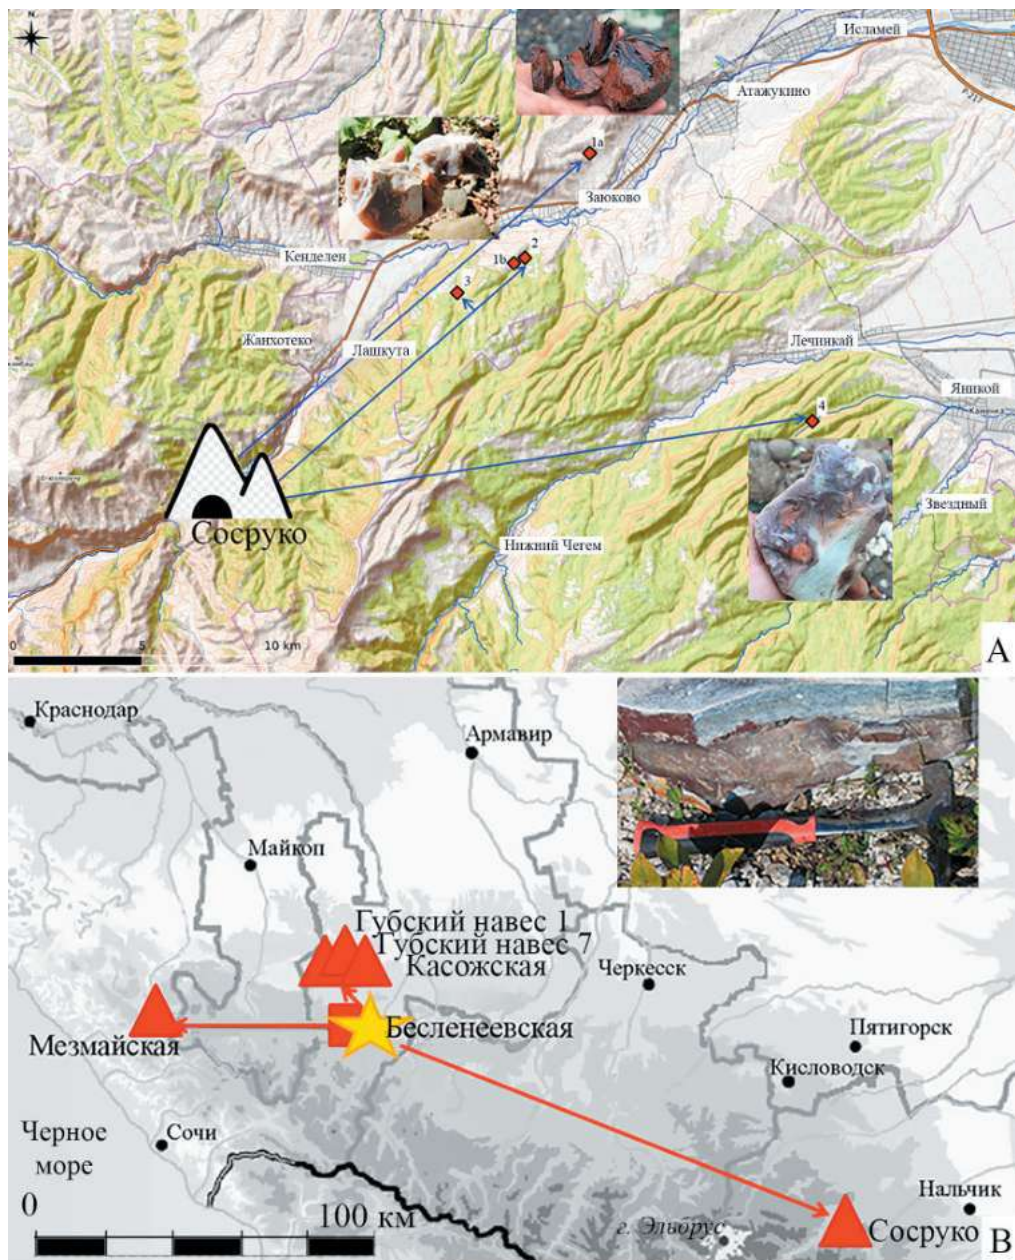 N
Исламей
Атажукино
Р-217
1a
Заюково
Кенделен
2
1b
3
Жанхотеко
Лашкута
Лечинкай
Яникой
4
Сосруко
Нижний Чегем
Звездный
0
5
10 km
A
Краснодар
Армавир
Майкоп
Губский навес 1
Губский навес 7
Касожская
Черкесск
Бесленеевская
Мезмайская
Пятигорск
Кисловодск
Черное
море
Сочи
0
100 км
г. Эльбрус
Нальчик
Сосруко
B